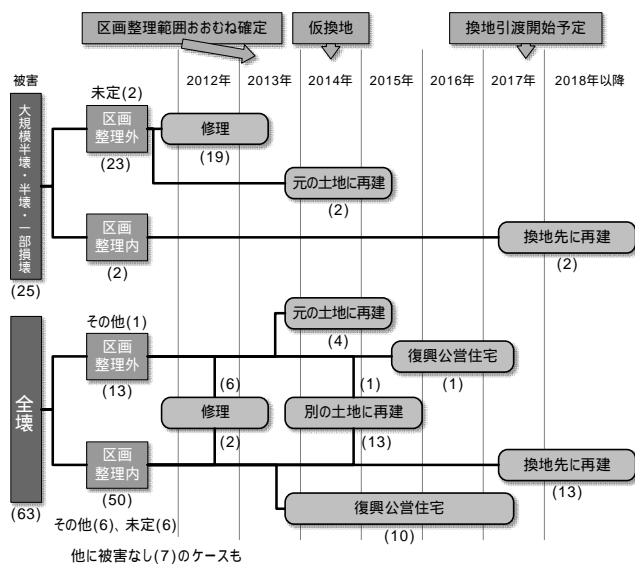 区画整理範囲おおむね確定
仮換地
換地引渡開始予定
被害
2012年
2013年
2014年
2015年
2016年
2017年
2018年以降
大規模半壊・半壊・一部損壊
(25)
未定(2)
区画
整理外
(23)
修理
(19)
元の土地に再建
(2)
区画
整理内
(2)
換地先に再建
(2)
全壊
(63)
その他(1)
区画
整理外
(13)
元の土地に再建
(4)
復興公営住宅
(1)
(6)
修理
(2)
(1)
別の土地に再建
(13)
区画
整理内
(50)
換地先に再建
(13)
復興公営住宅
(10)
その他(6)、未定(6)
他に被害なし(7)のケースも